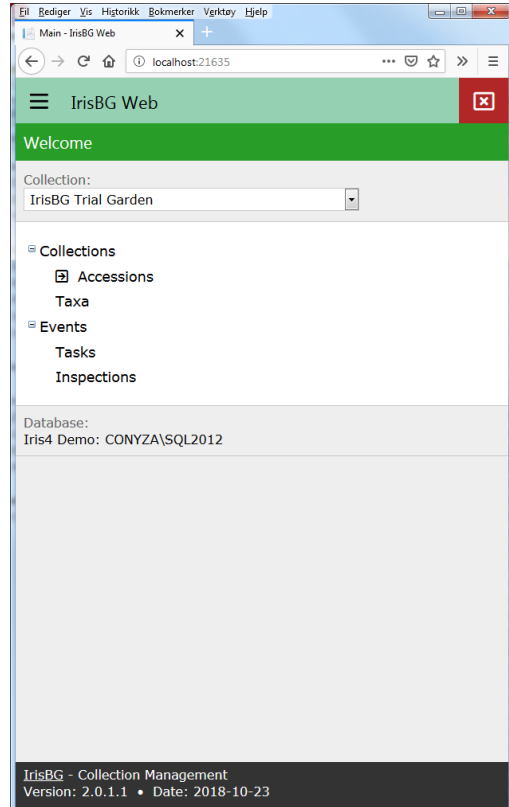 Fil Rediger Vis Historikk Bokmerker Verktøy Hjelp
Main - IrisBG Web
localhost:21635
IrisBG Web
Welcome
Collection:
IrisBG Trial Garden
Collections
Accessions
Taxa
Events
Tasks
Inspections
Database:
Iris4 Demo: CONYZA\SQL2012
IrisBG - Collection Management
Version: 2.0.1.1 • Date: 2018-10-23